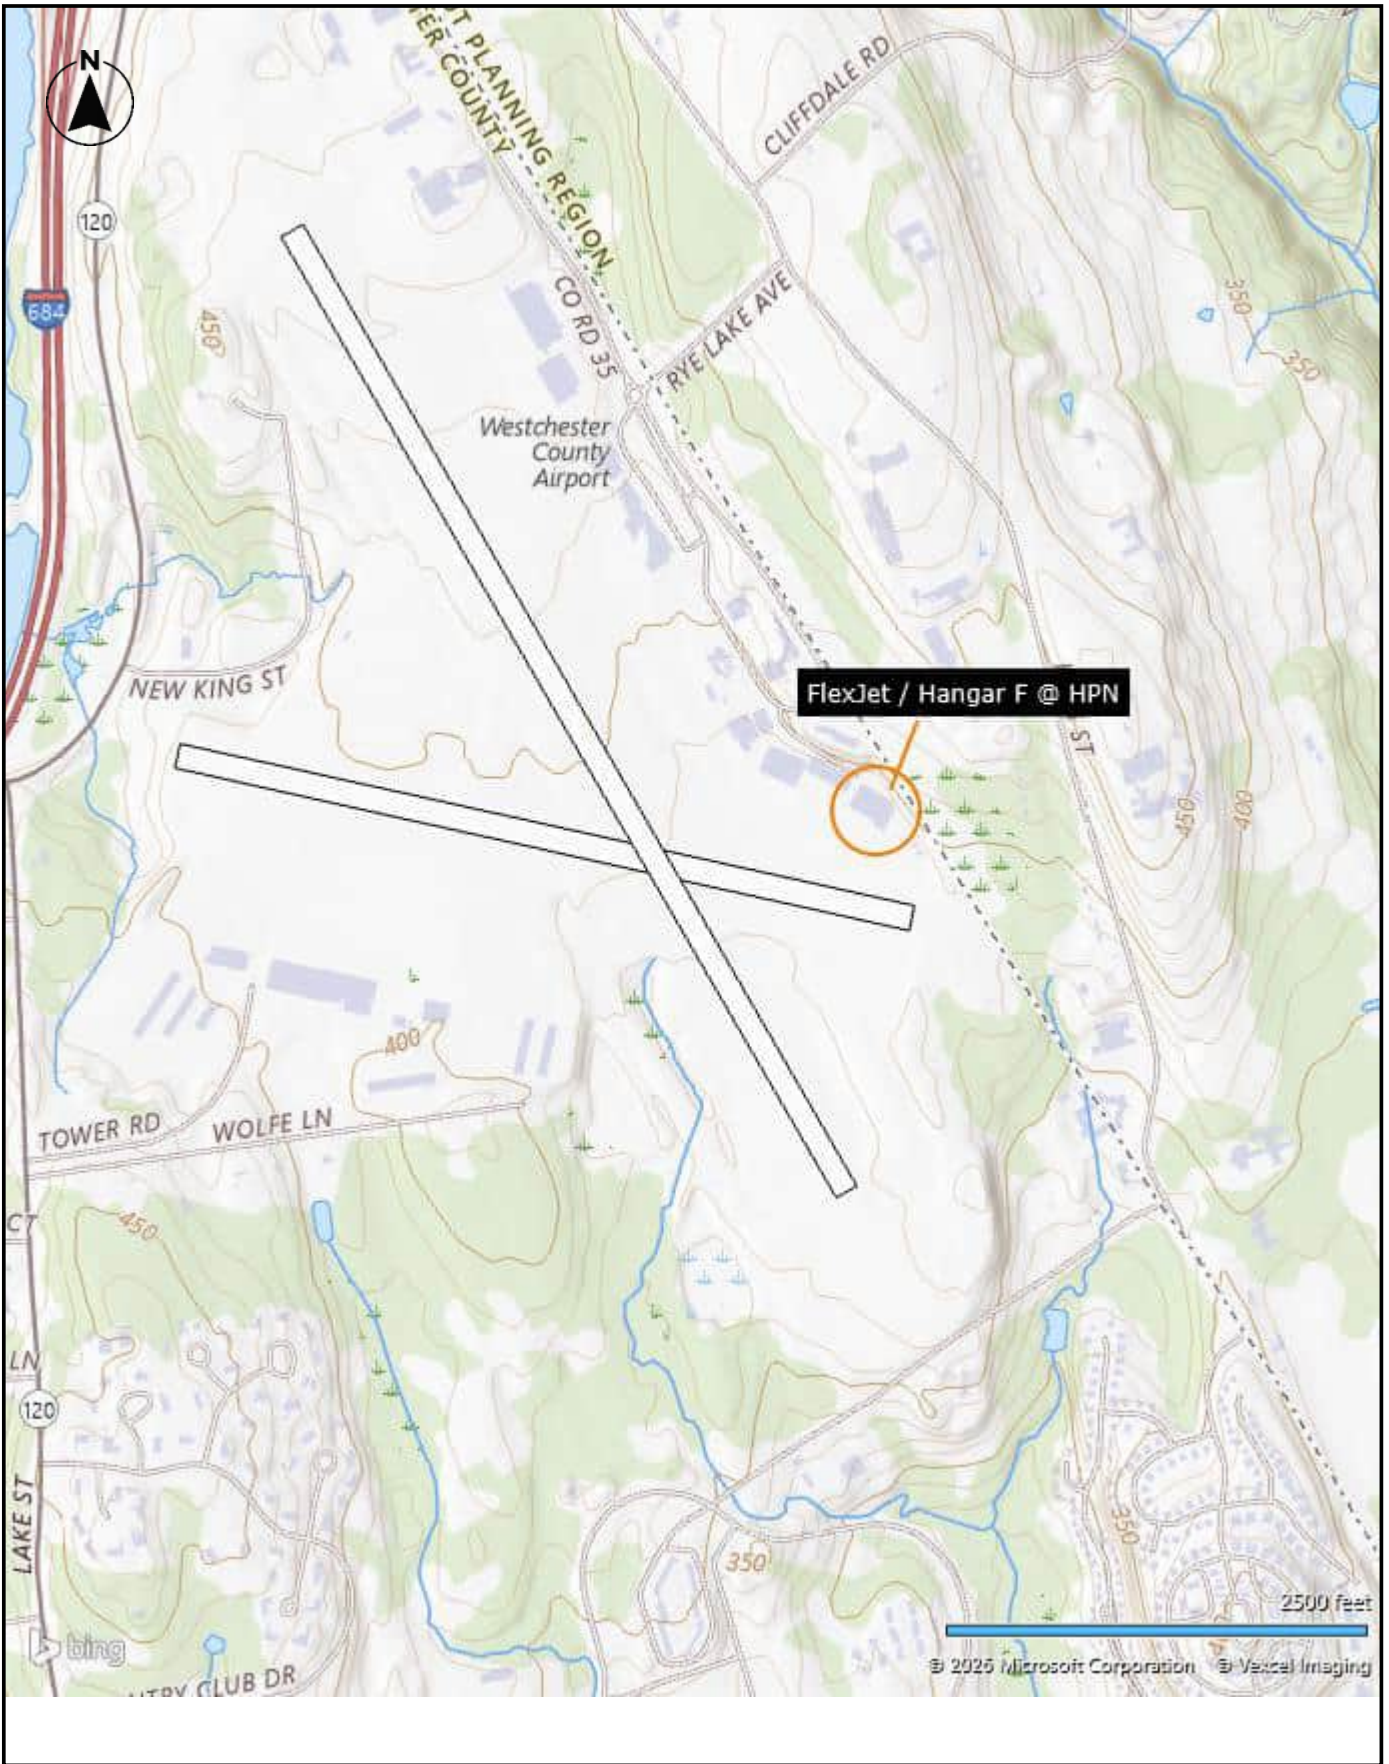 N
PLANNING REGION
COUNTY
CLIFFDALE RD
120
684
450
CO RD 35
RYE LAKE AVE
350
350
Westchester
County
Airport
NEW KING ST
FlexJet / Hangar F @ HPN
ST
450
400
400
TOWER RD
WOLFE LN
CT
450
LN
120
LAKE ST
350
350
2500 feet
bing
© 2026 Microsoft Corporation © Vexcel Imaging
CLUB DR